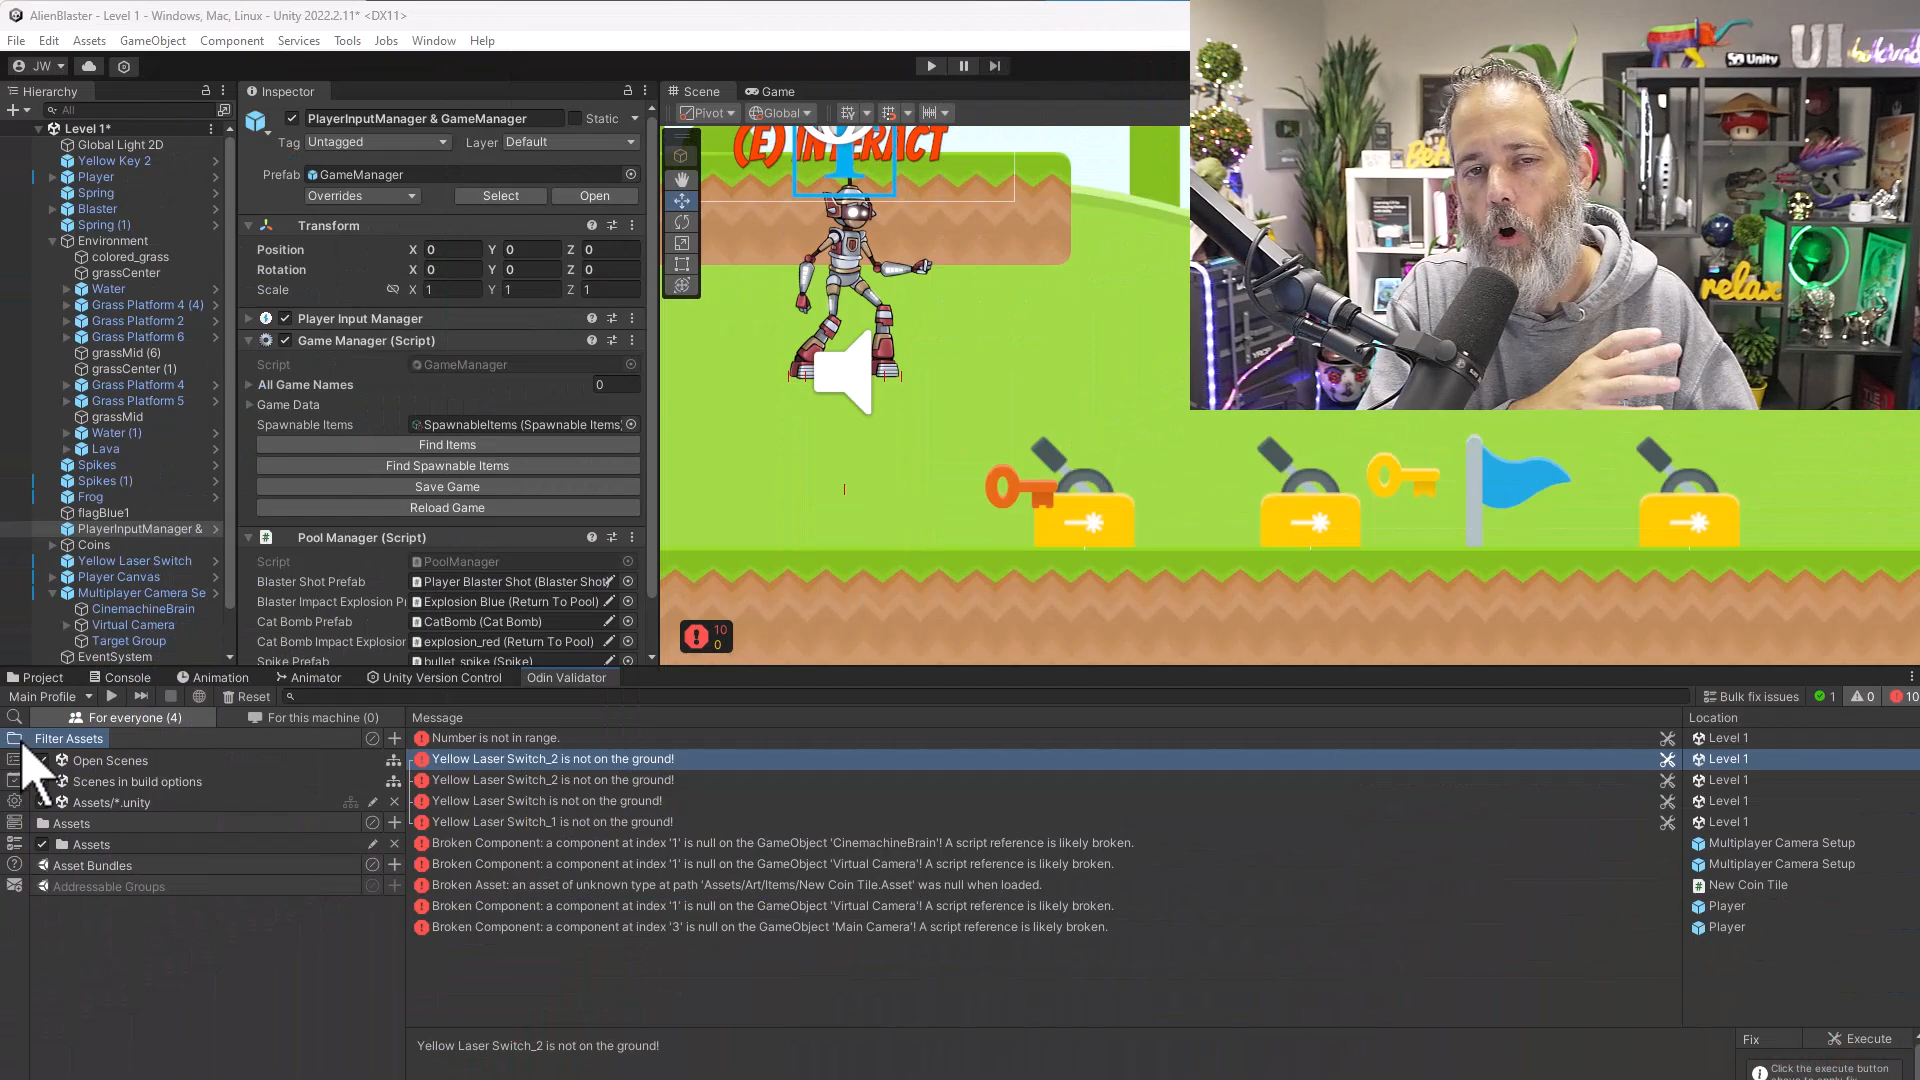 AlienBlaster - Level 1 - Windows, Mac, Linux - Unity 2022.2.11* <DX11>
File Edit Assets GameObject Component Services Tools Jobs Window Help
JW
Hierarchy
All
Level 1*
Global Light 2D
Yellow Key 2
Player
Spring
Blaster
Spring (1)
Environment
colored_grass
grassCenter
Water
Grass Platform 4 (4)
Grass Platform 2
Grass Platform 6
grassMid (6)
grassCenter (1)
Grass Platform 4
Grass Platform 5
grassMid
Water (1)
Lava
Spikes
Spikes (1)
Frog
flagBlue1
PlayerInputManager &
Coins
Yellow Laser Switch
Player Canvas
Multiplayer Camera Se
CinemachineBrain
Virtual Camera
Target Group
EventSystem
Inspector
PlayerInputManager & GameManager Static
Tag Untagged Layer Default
Prefab GameManager
Overrides Select Open
Transform
Position X 0 Y 0 Z 0
Rotation X 0 Y 0 Z 0
Scale X 1 Y 1 Z 1
Player Input Manager
Game Manager (Script)
Script GameManager
All Game Names 0
Game Data
Spawnable Items SpawnableItems (Spawnable Items)
Find Items
Find Spawnable Items
Save Game
Reload Game
Pool Manager (Script)
Script PoolManager
Blaster Shot Prefab Player Blaster Shot (Blaster Shot
Blaster Impact Explosion Pr Explosion Blue (Return To Pool)
Cat Bomb Prefab CatBomb (Cat Bomb)
Cat Bomb Impact Explosion explosion_red (Return To Pool)
Spike Prefab bullet_spike (Spike)
Scene Game
Pivot Global
(E) INTERACT
10
0
Unity
UI
relax
Project Console Animation Animator Unity Version Control Odin Validator
Main Profile Reset Bulk fix issues 1 0 10
For everyone (4) For this machine (0)
Filter Assets
Open Scenes
Scenes in build options
Assets/*.unity
Assets
Assets
Asset Bundles
Addressable Groups
Message Location
Number is not in range. Level 1
Yellow Laser Switch_2 is not on the ground! Level 1
Yellow Laser Switch_2 is not on the ground! Level 1
Yellow Laser Switch is not on the ground! Level 1
Yellow Laser Switch_1 is not on the ground! Level 1
Broken Component: a component at index '1' is null on the GameObject 'CinemachineBrain'! A script reference is likely broken. Multiplayer Camera Setup
Broken Component: a component at index '1' is null on the GameObject 'Virtual Camera'! A script reference is likely broken. Multiplayer Camera Setup
Broken Asset: an asset of unknown type at path 'Assets/Art/Items/New Coin Tile.Asset' was null when loaded. New Coin Tile
Broken Component: a component at index '1' is null on the GameObject 'Virtual Camera'! A script reference is likely broken. Player
Broken Component: a component at index '3' is null on the GameObject 'Main Camera'! A script reference is likely broken. Player
Yellow Laser Switch_2 is not on the ground!
Fix Execute
Click the execute button